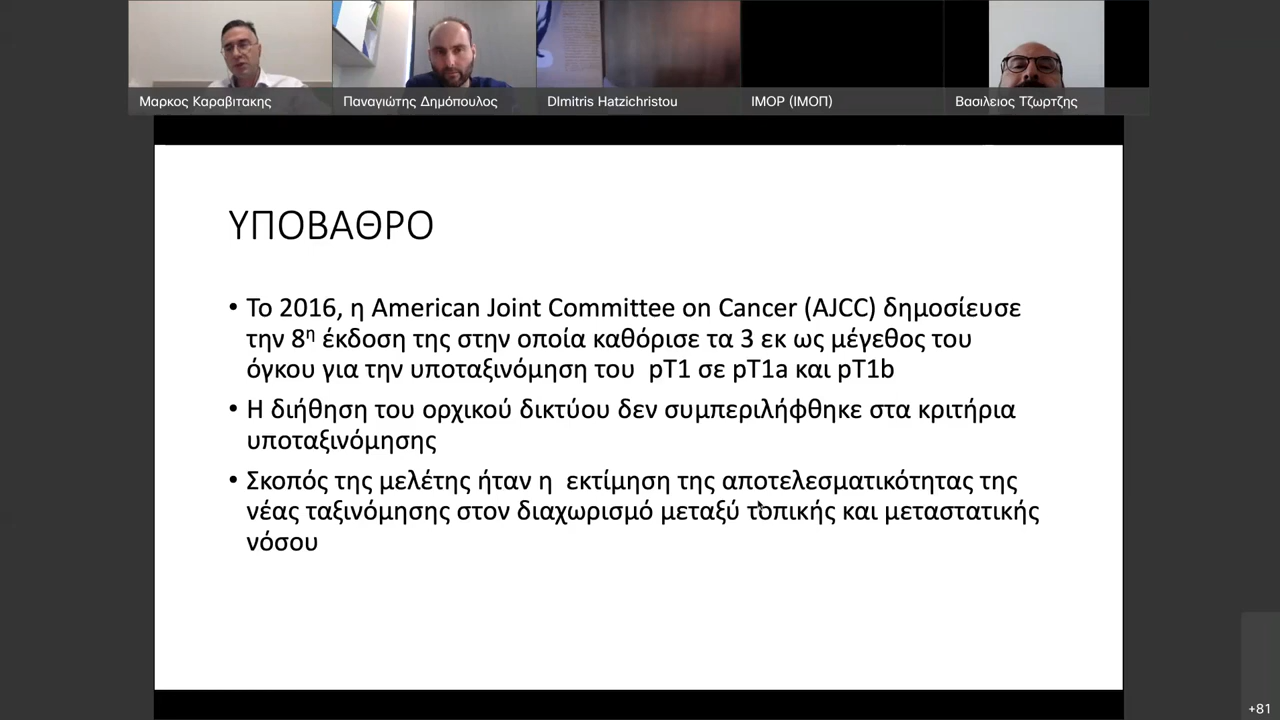 Μαρκος Καραβιτακης
Παναγιώτης Δημόπουλος
DImitris Hatzichristou
IMOP (ΙΜΟΠ)
Βασιλειος Τζωρτζης
ΥΠΟΒΑΘΡΟ
• Το 2016, η American Joint Committee on Cancer (AJCC) δημοσίευσε
την 8η έκδοση της στην οποία καθόρισε τα 3 εκ ως μέγεθος του
όγκου για την υποταξινόμηση του pT1 σε pT1a και pT1b
• Η διήθηση του ορχικού δικτύου δεν συμπεριλήφθηκε στα κριτήρια
υποταξινόμησης
• Σκοπός της μελέτης ήταν η εκτίμηση της αποτελεσματικότητας της
νέας ταξινόμησης στον διαχωρισμό μεταξύ τοπικής και μεταστατικής
νόσου
+81